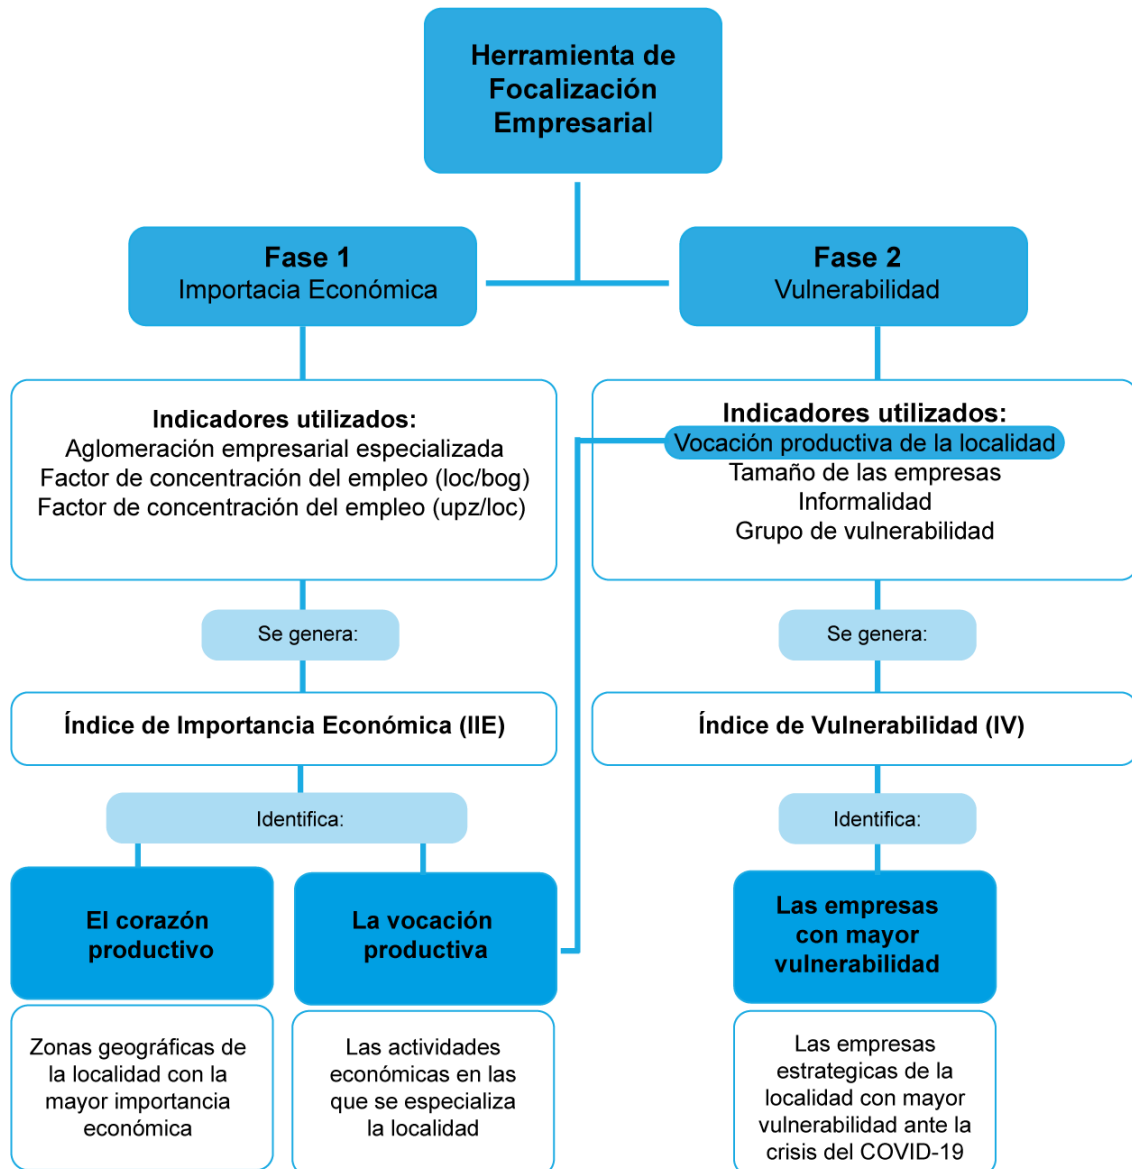 Herramienta de
Focalización
Empresarial
Fase 1
Importacia Económica
Fase 2
Vulnerabilidad
Indicadores utilizados:
Aglomeración empresarial especializada
Factor de concentración del empleo (loc/bog)
Factor de concentración del empleo (upz/loc)
Indicadores utilizados:
Vocación productiva de la localidad
Tamaño de las empresas
Informalidad
Grupo de vulnerabilidad
Se genera:
Se genera:
Índice de Importancia Económica (IIE)
Índice de Vulnerabilidad (IV)
Identifica:
Identifica:
El corazón
productivo
La vocación
productiva
Las empresas
con mayor
vulnerabilidad
Zonas geográficas de
la localidad con la
mayor importancia
económica
Las actividades
económicas en las
que se especializa
la localidad
Las empresas
estrategicas de la
localidad con mayor
vulnerabilidad ante la
crisis del COVID-19